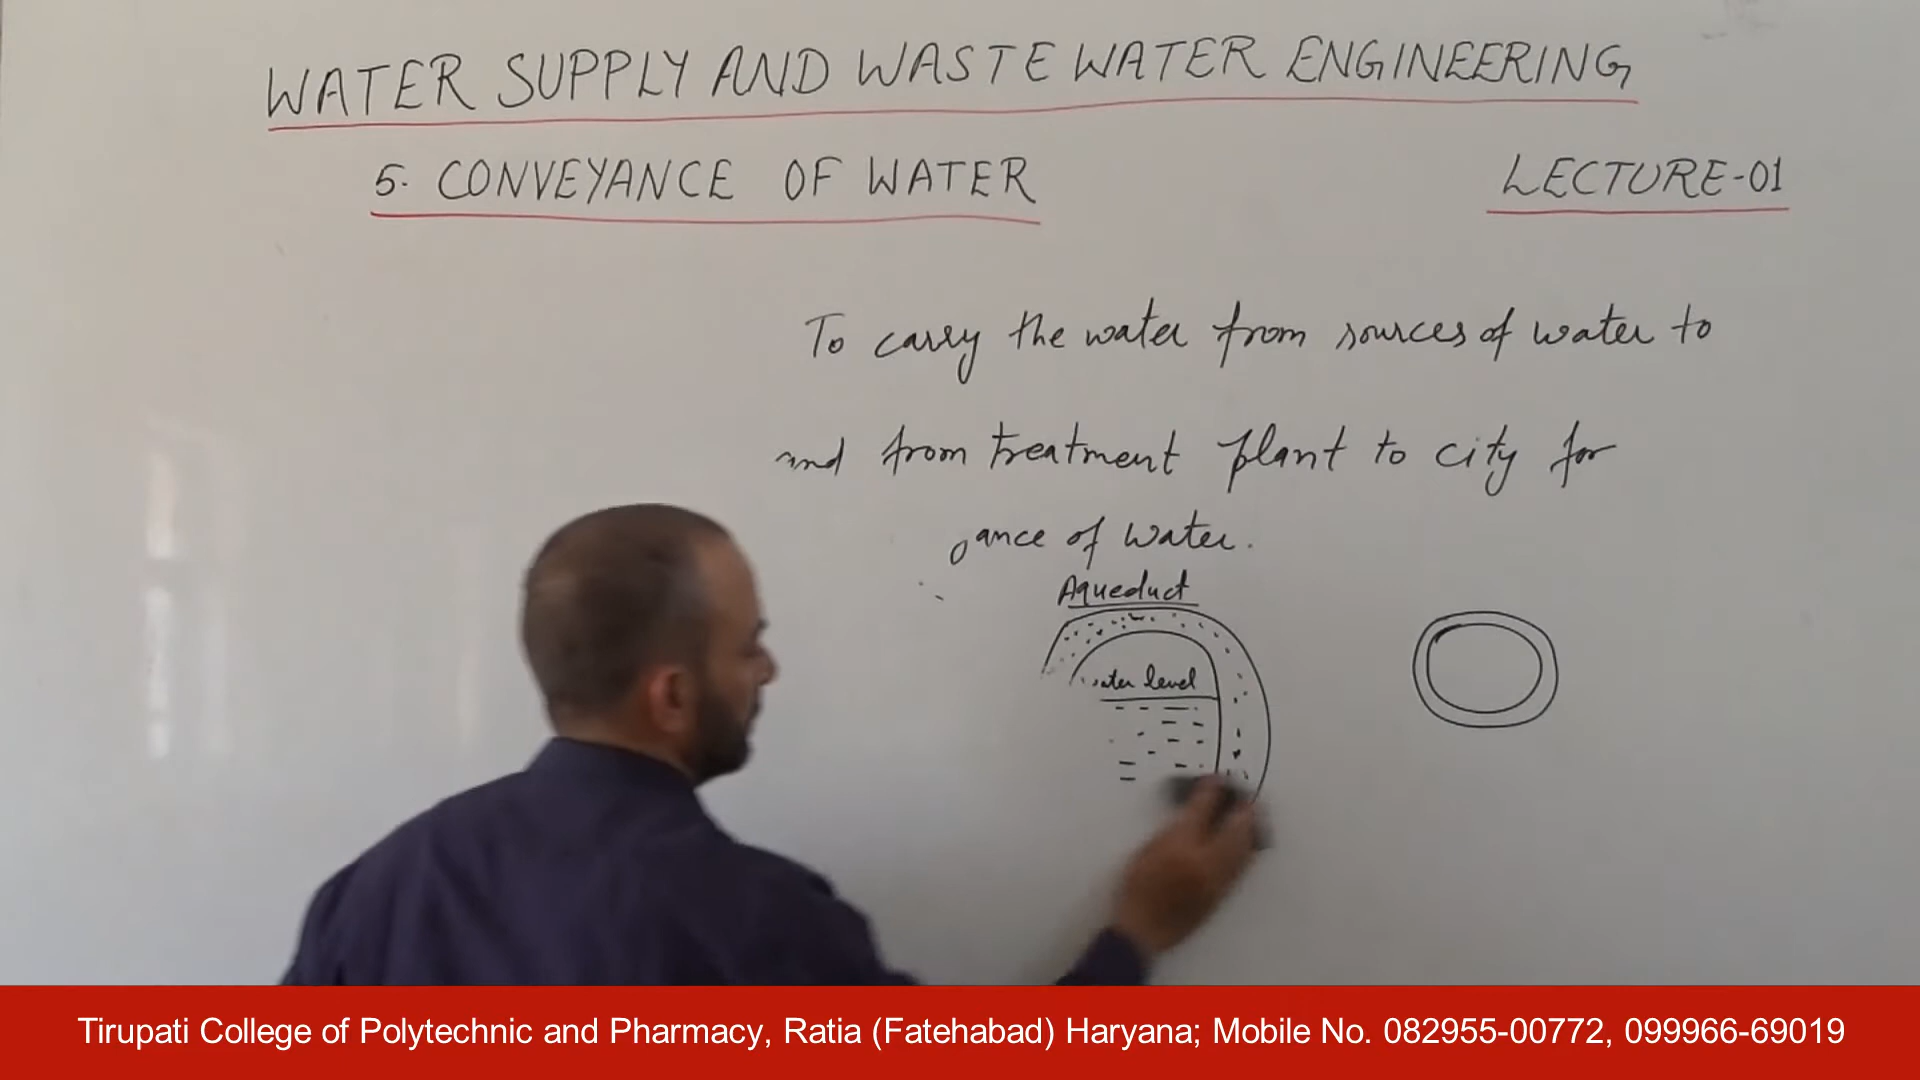 WATER SUPPLY AND WASTE WATER ENGINEERING
5. CONVEYANCE OF WATER
LECTURE-01
To carry the water from sources of water to
and from treatment plant to city for
ance of water.
Aqueduct
ater level
Tirupati College of Polytechnic and Pharmacy, Ratia (Fatehabad) Haryana; Mobile No. 082955-00772, 099966-69019